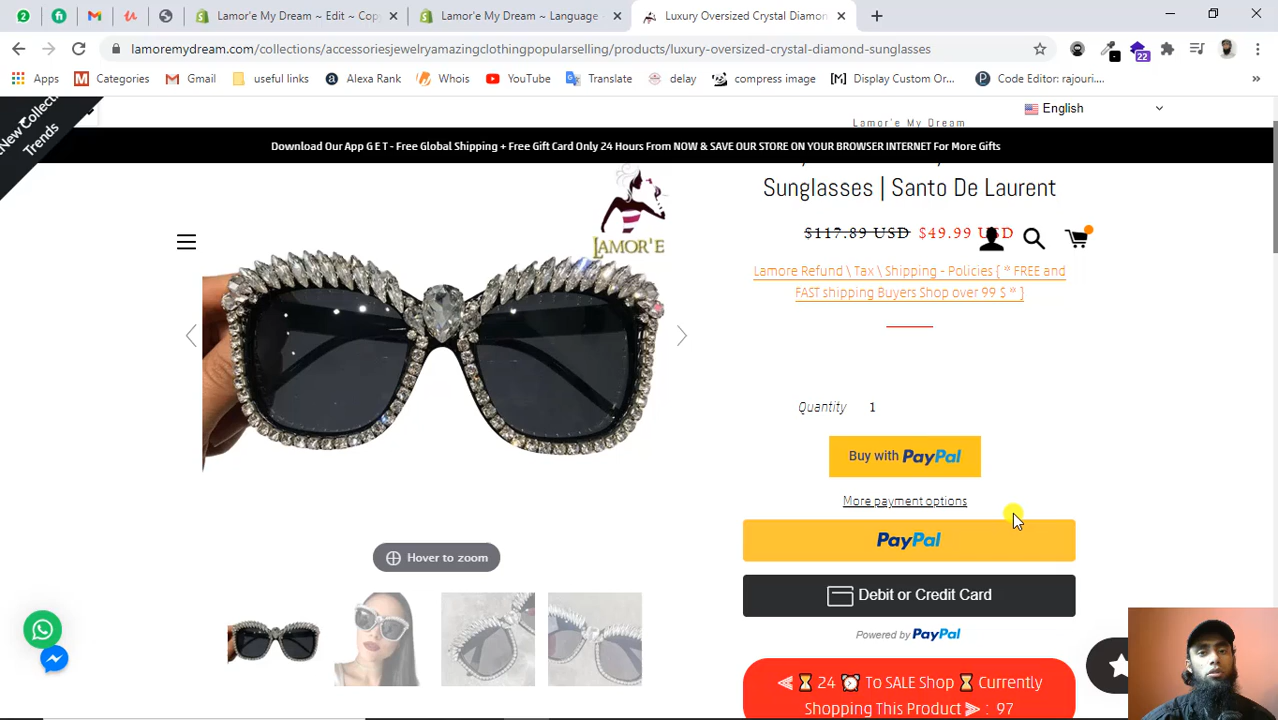 Lamor'e My Dream ~ Edit ~ Cop
Lamor'e My Dream ~ Language
Luxury Oversized Crystal Diamon
lamoremydream.com/collections/accessoriesjewelryamazingclothingpopularselling/products/luxury-oversized-crystal-diamond-sunglasses
22
Apps
Categories
Gmail
useful links
Alexa Rank
Whois
YouTube
Translate
delay
compress image
Display Custom Or...
Code Editor: rajouri....
»
New Collecti
Trends
Lamor'e My Dream
English
Download Our App G E T - Free Global Shipping + Free Gift Card Only 24 Hours From NOW & SAVE OUR STORE ON YOUR BROWSER INTERNET For More Gifts
Sunglasses | Santo De Laurent
LAMOR'E
$117.89 USD $49.99 USD
Lamore Refund \ Tax \ Shipping - Policies { * FREE and
FAST shipping Buyers Shop over 99 $ * ]
Quantity 1
Buy with PayPal
More payment options
PayPal
Debit or Credit Card
Powered by PayPal
Hover to zoom
24 To SALE Shop Currently
Shopping This Product : 97